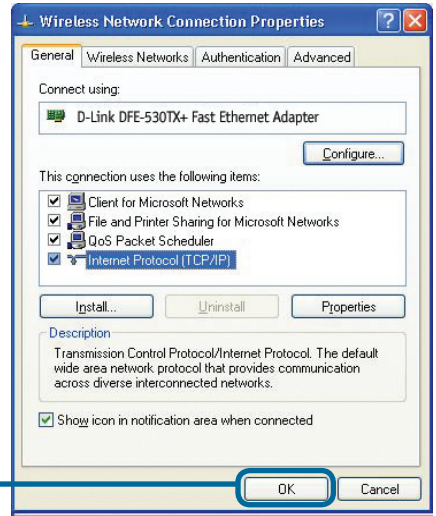 Wireless Network Connection Properties
General Wireless Networks Authentication Advanced
Connect using:
D-Link DFE-530TX+ Fast Ethernet Adapter
Configure...
This connection uses the following items:
Client for Microsoft Networks
File and Printer Sharing for Microsoft Networks
QoS Packet Scheduler
Internet Protocol (TCP/IP)
Install... Uninstall Properties
Description
Transmission Control Protocol/Internet Protocol. The default
wide area network protocol that provides communication
across diverse interconnected networks.
Show icon in notification area when connected
OK Cancel